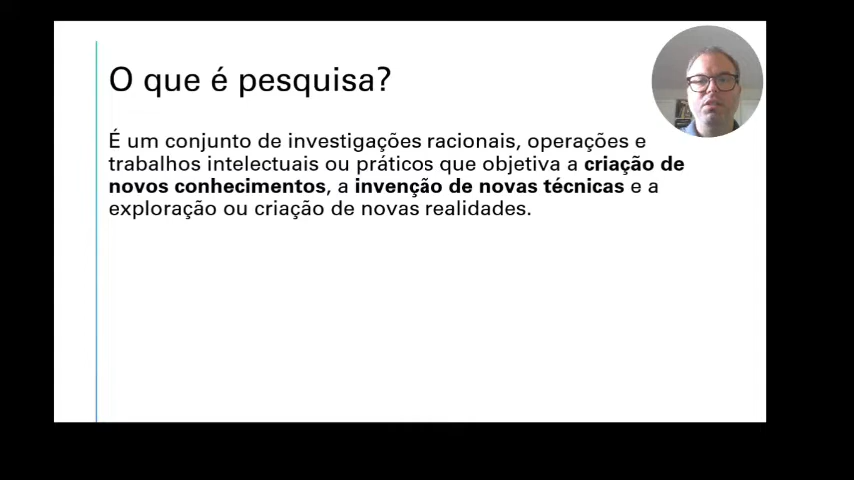 O que é pesquisa?
É um conjunto de investigações racionais, operações e
trabalhos intelectuais ou práticos que objetiva a criação de
novos conhecimentos, a invenção de novas técnicas e a
exploração ou criação de novas realidades.